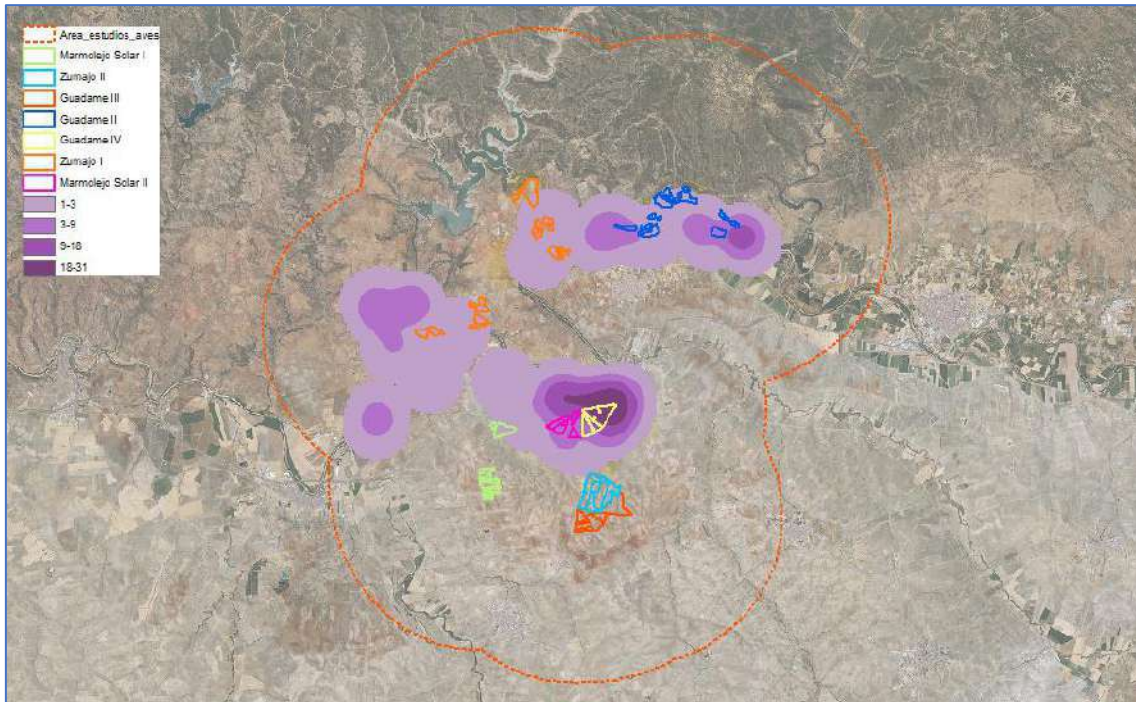 Area_estudios_aves
Marmolejo Solar I
Zumajo II
Guadame III
Guadame II
Guadame IV
Zumajo I
Marmolejo Solar II
1-3
3-9
9-18
18-31